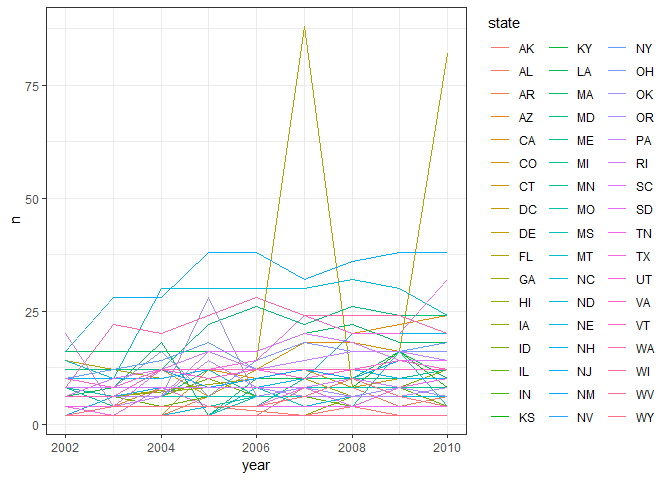 state
n
75
50
25
0
2002
2004
2006
2008
2010
year
AK KY NY
AL LA OH
AR MA OK
AZ MD OR
CA ME PA
CO MI RI
CT MN SC
DC MO SD
DE MS TN
FL MT TX
GA NC UT
HI ND VA
IA NE VT
ID NH WA
IL NJ WI
IN NM WV
KS NV WY